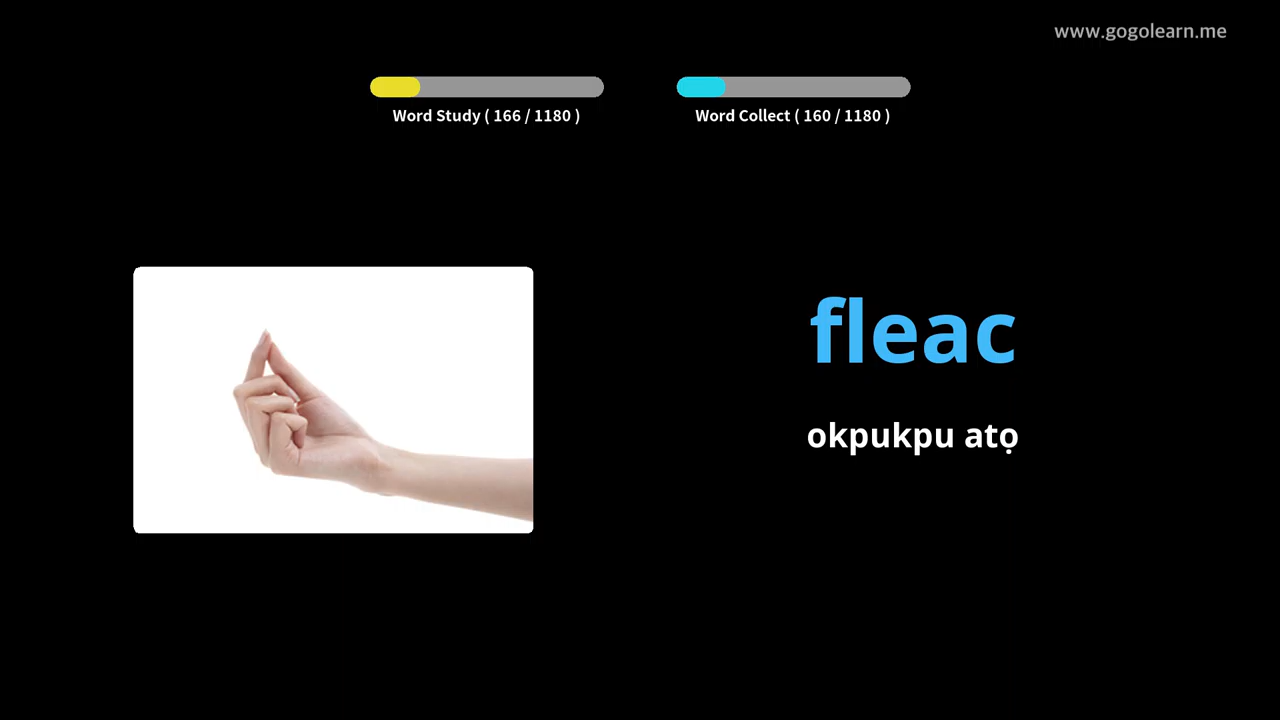 www.gogolearn.me
Word Study ( 166 / 1180 )
Word Collect ( 160 / 1180 )
fleac
okpukpu atọ